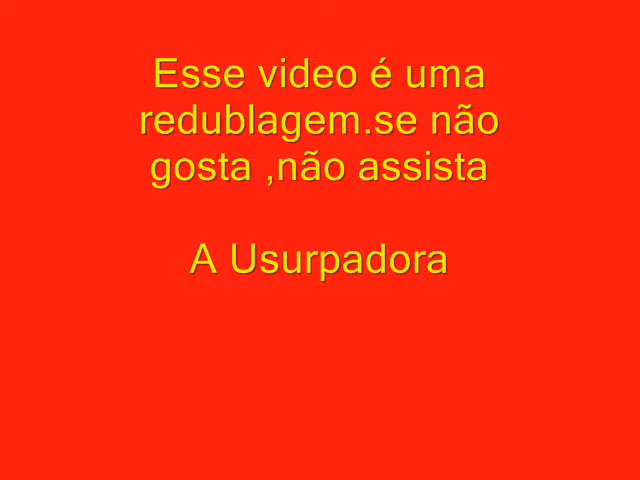 Esse video é uma
redublagem.se não
gosta ,não assista
A Usurpadora